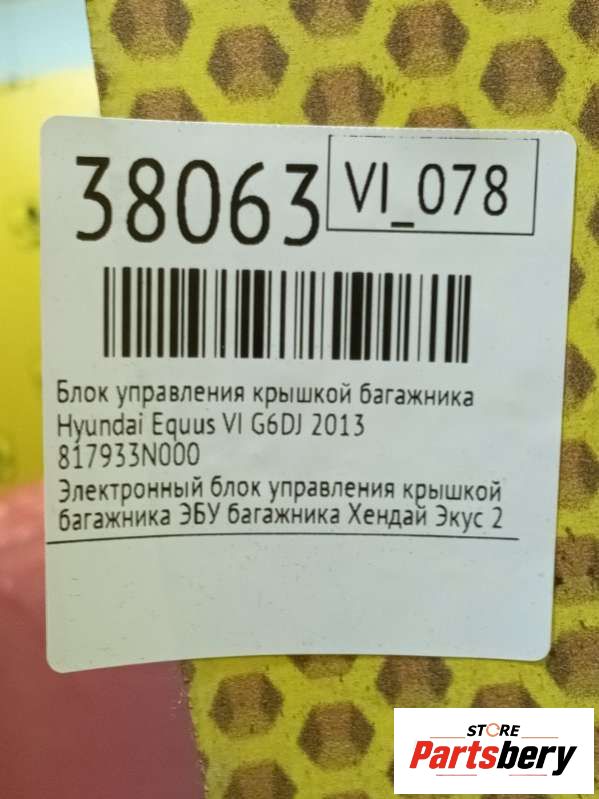 38063
VI_078
Блок управления крышкой багажника
Hyundai Equus VI G6DJ 2013
817933N000
Электронный блок управления крышкой
багажника ЭБУ багажника Хендай Экус 2
STORE
Partsbery